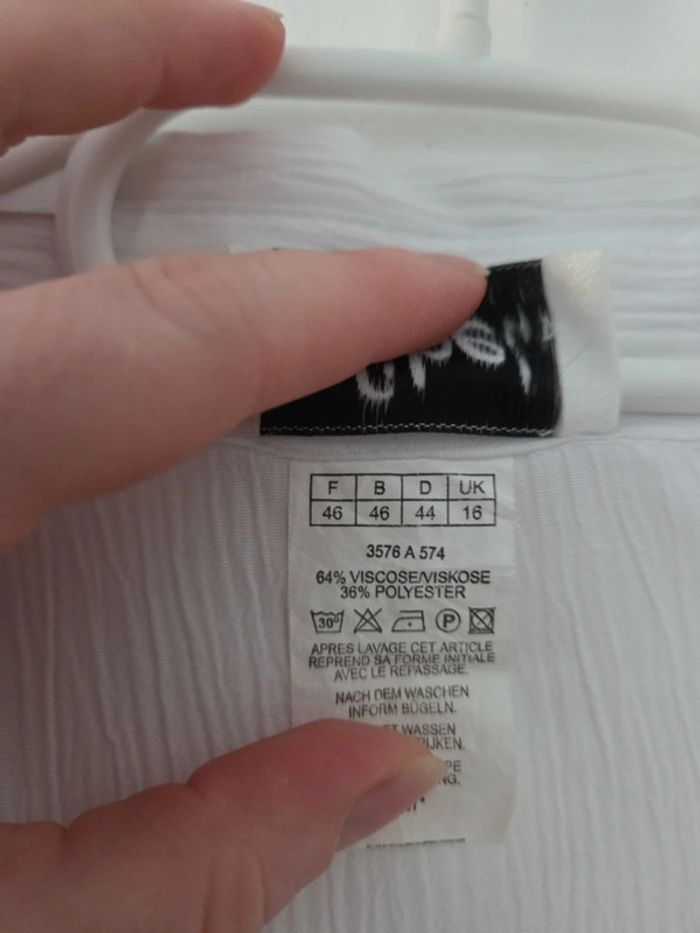 F B D UK
46 46 44 16
3576 A 574
64% VISCOSE/VISKOSE
36% POLYESTER
30°
P
APRES LAVAGE CET ARTICLE
REPREND SA FORME INITIALE
AVEC LE REPASSAGE.
NACH DEM WASCHEN
INFORM BÜGELN.
WASSEN